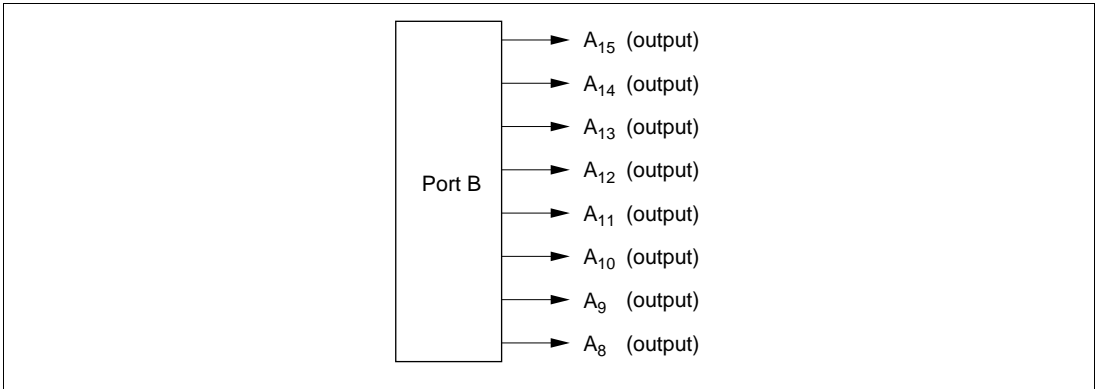 A15 (output)
A14 (output)
A13 (output)
A12 (output)
Port B
A11 (output)
A10 (output)
A9 (output)
A8 (output)